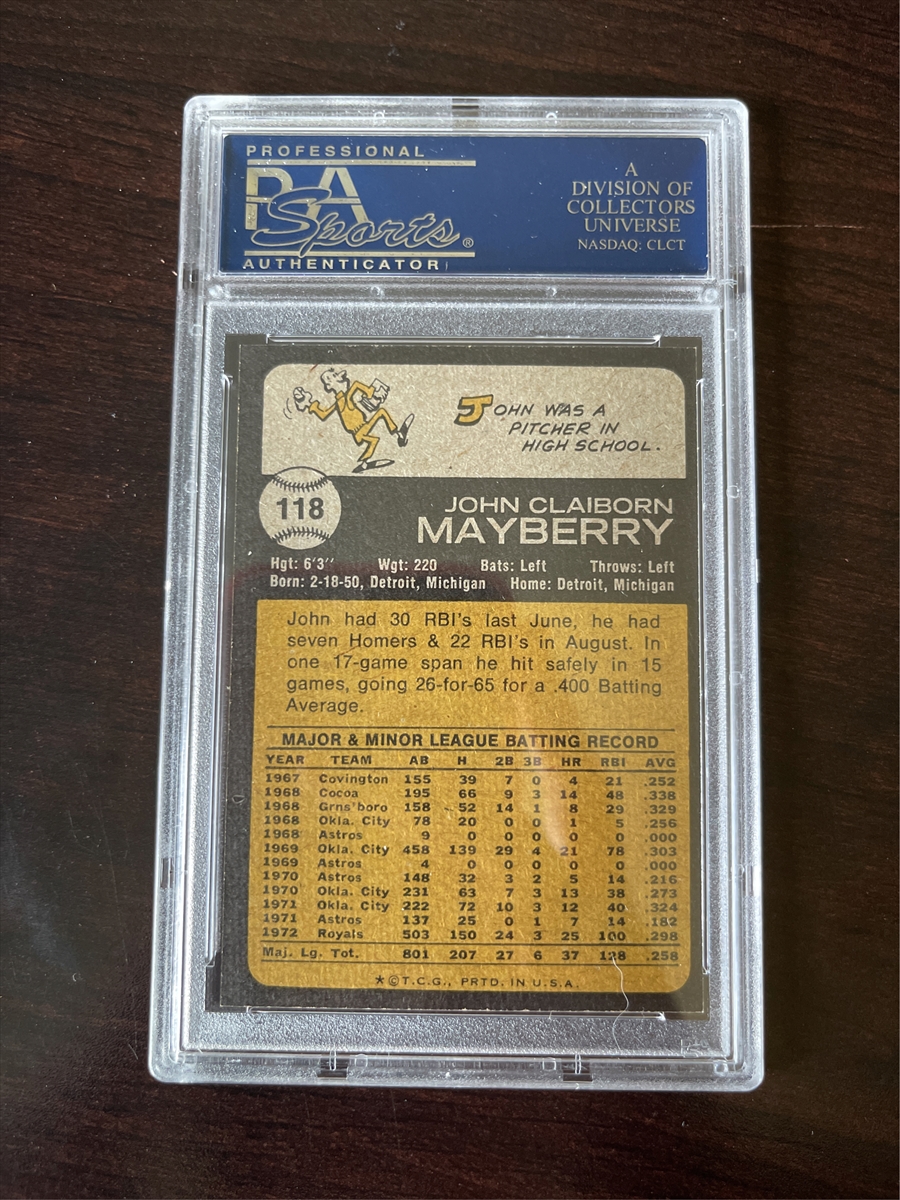 PROFESSIONAL
PSA
Sports®
AUTHENTICATOR
A
DIVISION OF
COLLECTORS
UNIVERSE
NASDAQ: CLCT
JOHN WAS A
PITCHER IN
HIGH SCHOOL.
118
JOHN CLAIBORN
MAYBERRY
Hgt: 6'3" Wgt: 220 Bats: Left Throws: Left
Born: 2-18-50, Detroit, Michigan Home: Detroit, Michigan
John had 30 RBI's last June, he had
seven Homers & 22 RBI's in August. In
one 17-game span he hit safely in 15
games, going 26-for-65 for a .400 Batting
Average.
MAJOR & MINOR LEAGUE BATTING RECORD
YEAR TEAM AB H 2B 3B HR RBI AVG
1967 Covington 155 39 7 0 4 21 .252
1968 Cocoa 195 66 9 3 14 48 .338
1968 Grns'boro 158 52 14 1 8 29 .329
1968 Okla. City 78 20 0 0 1 5 .256
1968 Astros 9 0 0 0 0 0 .000
1969 Okla. City 458 139 29 4 21 78 .303
1969 Astros 4 0 0 0 0 0 .000
1970 Astros 148 32 3 2 5 14 .216
1970 Okla. City 231 63 7 3 13 38 .273
1971 Okla. City 222 72 10 3 12 40 .324
1971 Astros 137 25 0 1 7 14 .182
1972 Royals 503 150 24 3 25 100 .298
Maj. Lg. Tot. 801 207 27 6 37 128 .258
*©T.C.G., PRTD. IN U.S.A.